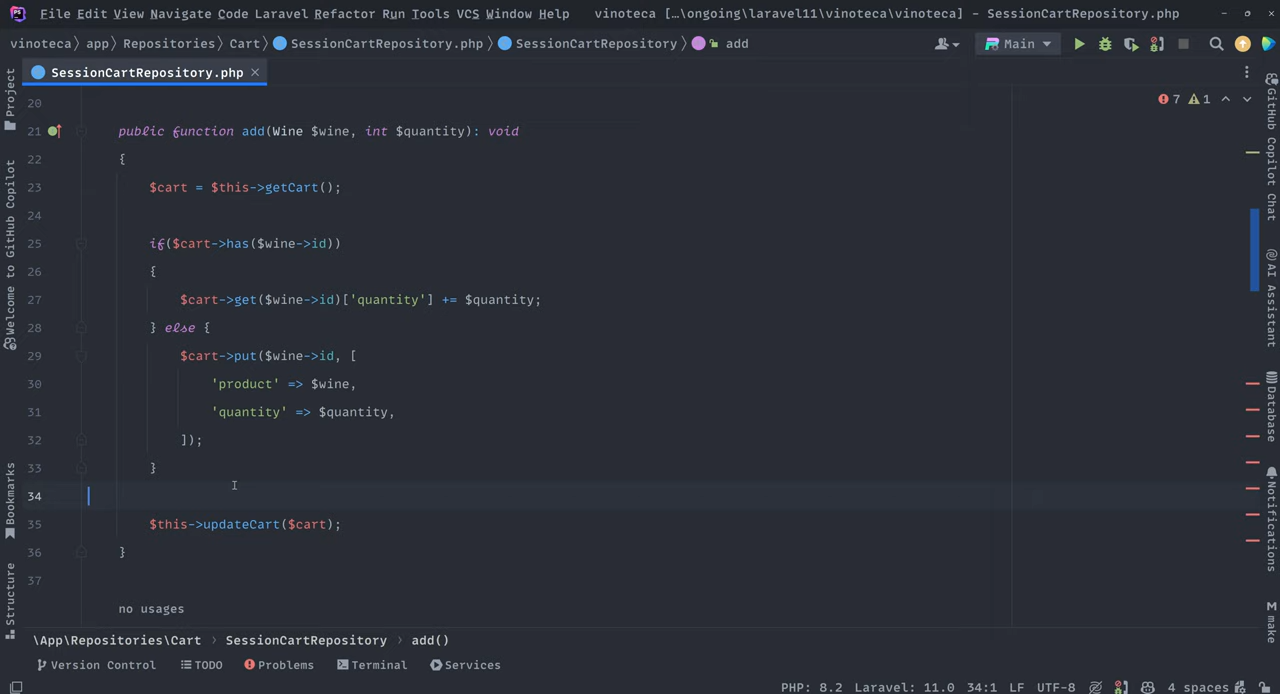 File Edit View Navigate Code Laravel Refactor Run Tools VCS Window Help vinoteca […\ongoing\laravel11\vinoteca\vinoteca] – SessionCartRepository.php
vinoteca app Repositories Cart SessionCartRepository.php SessionCartRepository add Main
SessionCartRepository.php
7 1
20
21 public function add(Wine $wine, int $quantity): void
22 {
23 $cart = $this->getCart();
24
25 if($cart->has($wine->id))
26 {
27 $cart->get($wine->id)['quantity'] += $quantity;
28 } else {
29 $cart->put($wine->id, [
30 'product' => $wine,
31 'quantity' => $quantity,
32 ]);
33 }
34
35 $this->updateCart($cart);
36 }
37
no usages
\App\Repositories\Cart › SessionCartRepository › add()
Version Control TODO Problems Terminal Services
PHP: 8.2 Laravel: 11.0 34:1 LF UTF-8 4 spaces
Project
Welcome to GitHub Copilot
Bookmarks
Structure
GitHub Copilot Chat
AI Assistant
Database
Notifications
M make